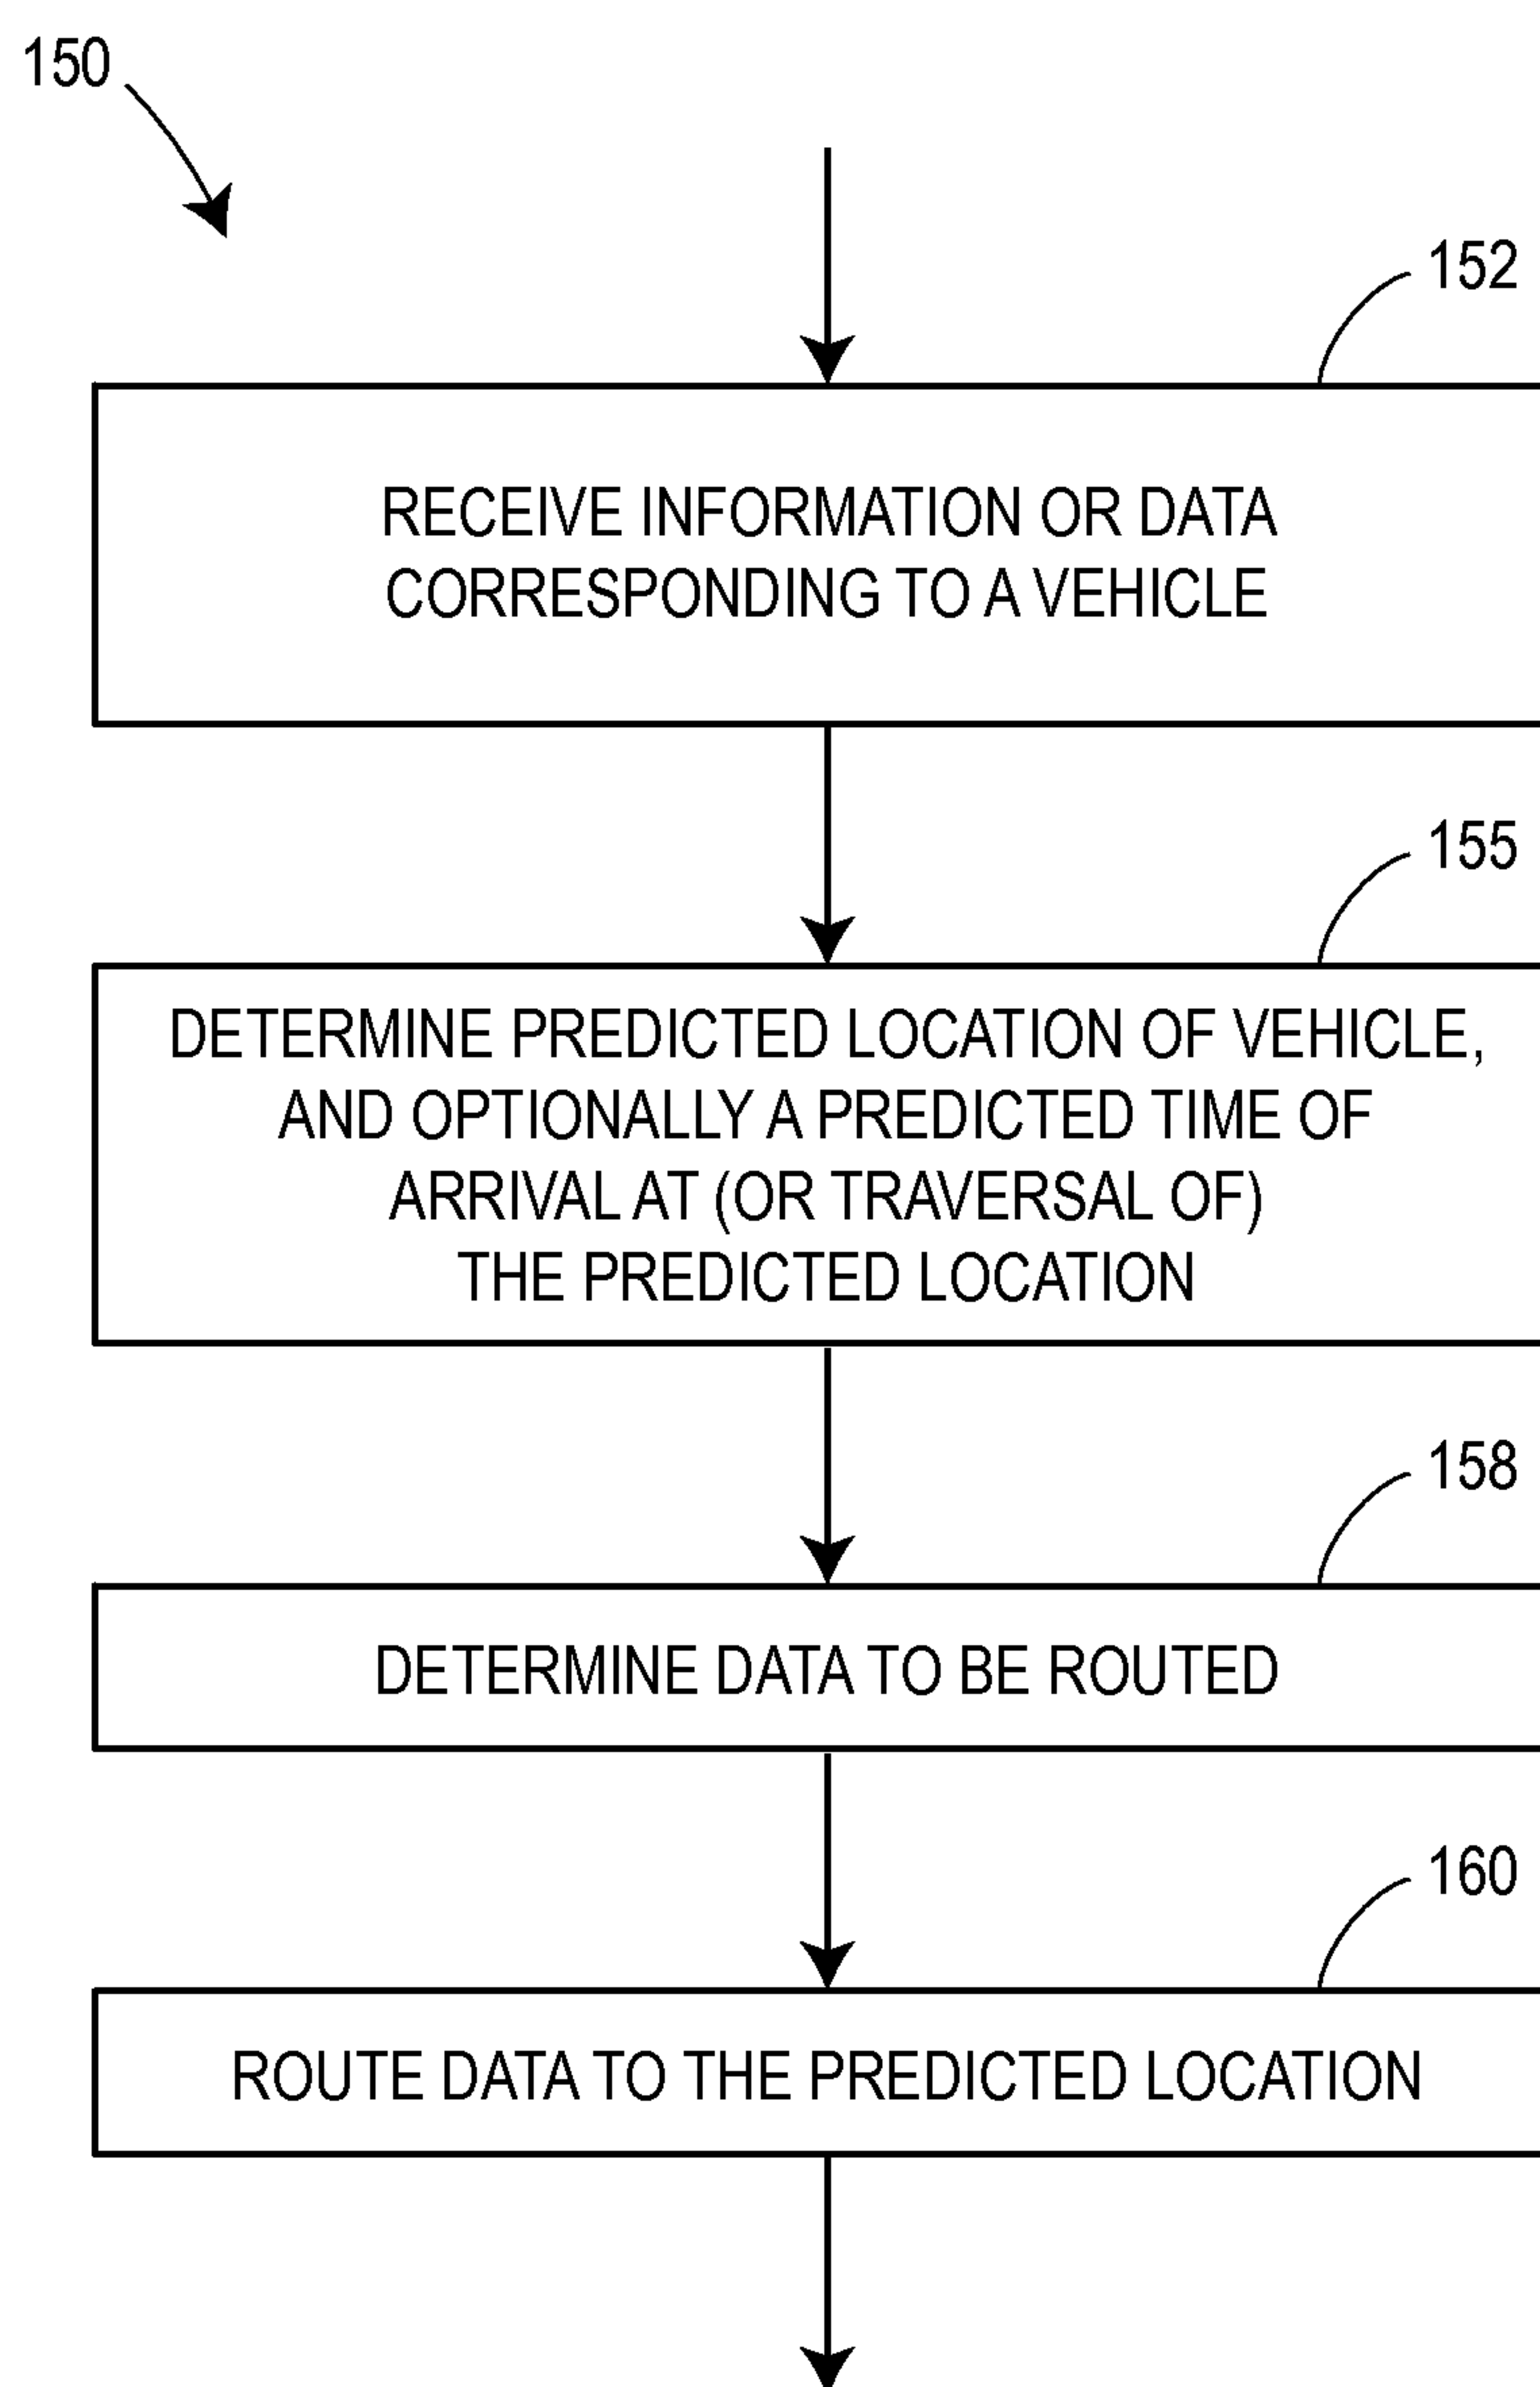 150
152
RECEIVE INFORMATION OR DATA
CORRESPONDING TO A VEHICLE
155
DETERMINE PREDICTED LOCATION OF VEHICLE,
AND OPTIONALLY A PREDICTED TIME OF
ARRIVAL AT (OR TRAVERSAL OF)
THE PREDICTED LOCATION
158
DETERMINE DATA TO BE ROUTED
160
ROUTE DATA TO THE PREDICTED LOCATION